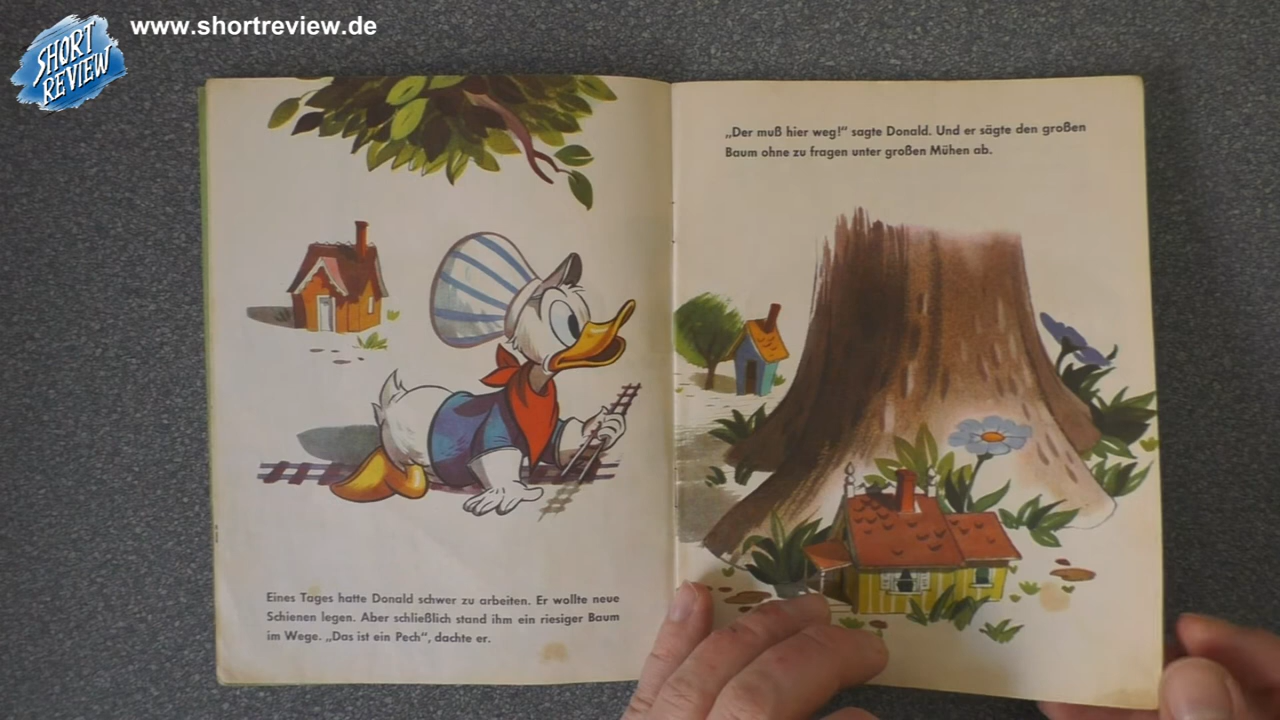 SHORT
REVIEW
www.shortreview.de
Eines Tages hatte Donald schwer zu arbeiten. Er wollte neue
Schienen legen. Aber schließlich stand ihm ein riesiger Baum
im Wege. „Das ist ein Pech“, dachte er.
„Der muß hier weg!“ sagte Donald. Und er sägte den großen
Baum ohne zu fragen unter großen Mühen ab.